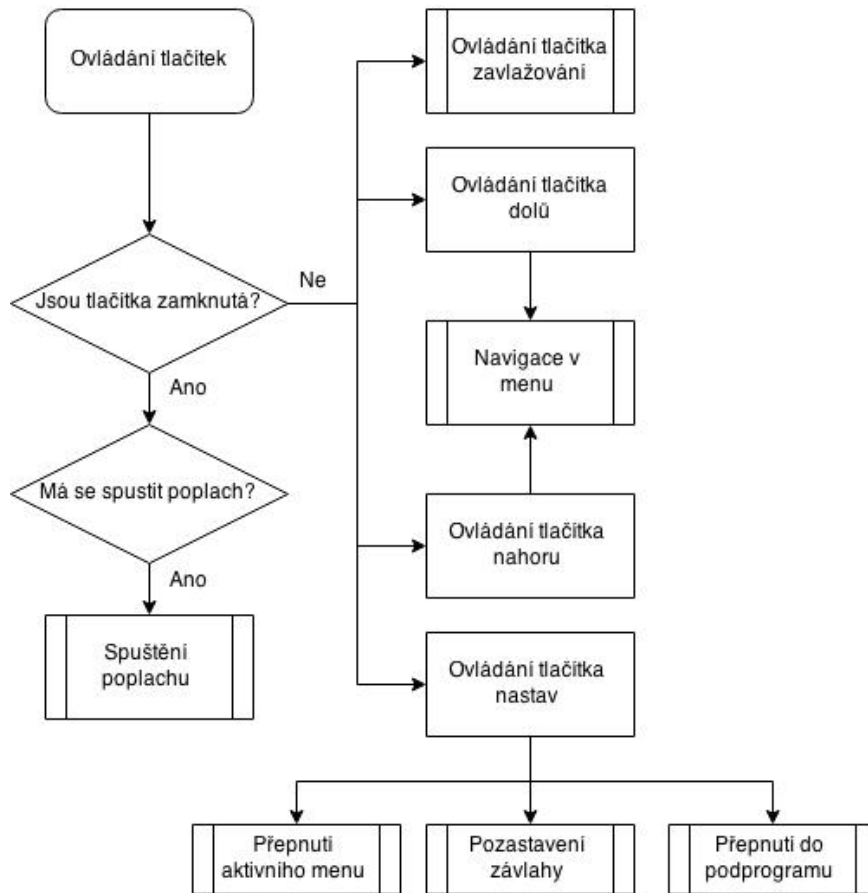 Ovládání tlačítek
Jsou tlačítka zamknutá?
Ne
Ano
Má se spustit poplach?
Ano
Spuštění
poplachu
Ovládání tlačítka
zavlažování
Ovládání tlačítka
dolů
Navigace v
menu
Ovládání tlačítka
nahoru
Ovládání tlačítka
nastav
Přepnutí
aktivního menu
Pozastavení
závlahy
Přepnutí do
podprogramu